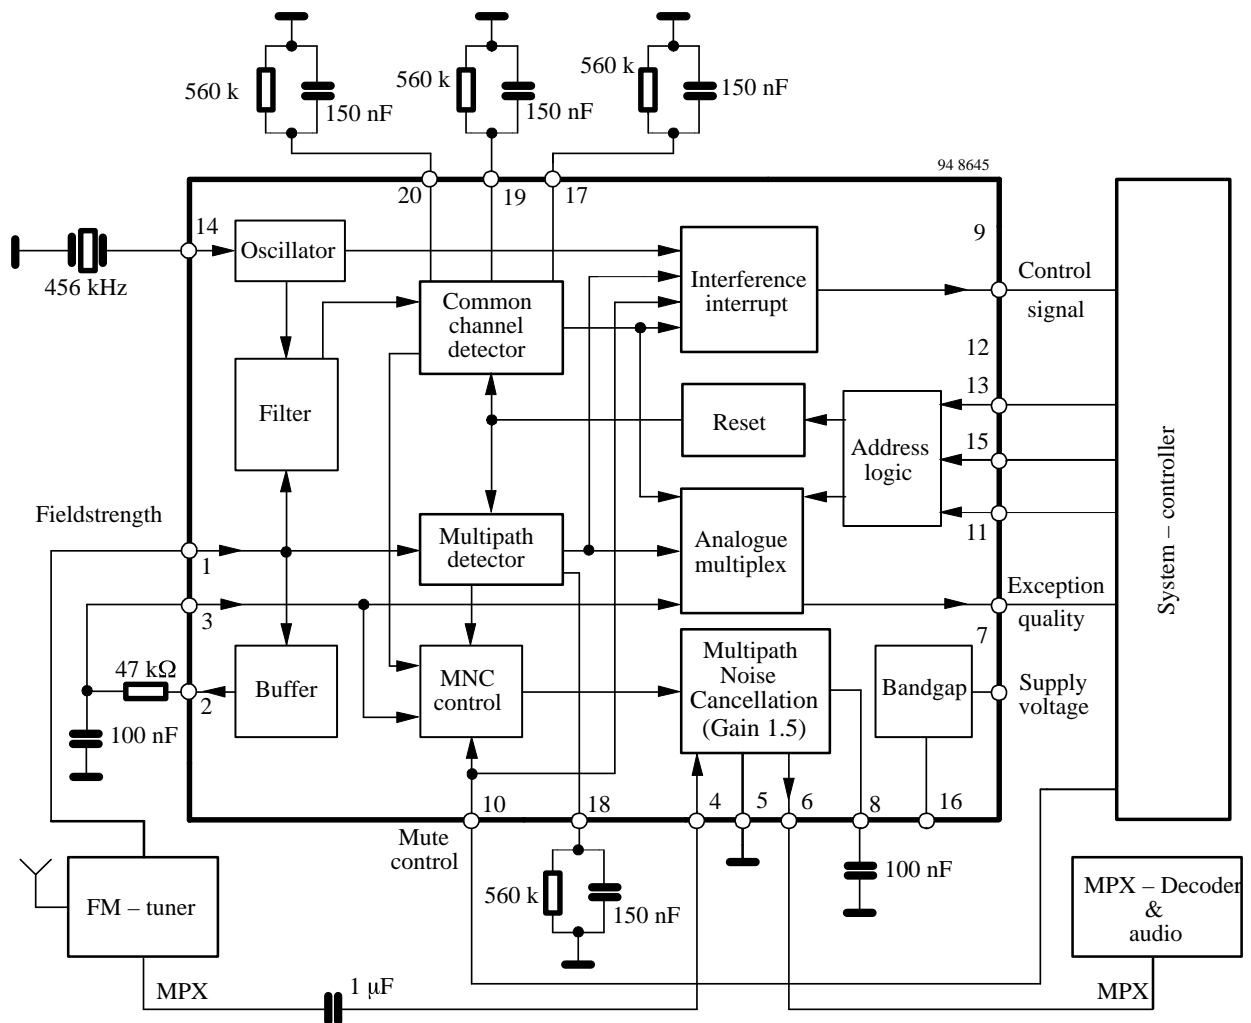 560 k
150 nF
560 k
150 nF
560 k
150 nF
94 8645
20
19
17
14
9
Oscillator
456 kHz
Interference
interrupt
Control
signal
Common
channel
detector
12
13
Filter
Reset
Address
logic
15
11
Fieldstrength
1
Multipath
detector
Analogue
multiplex
System – controller
Exception
quality
3
7
47 kΩ
2
Buffer
MNC
control
Multipath
Noise
Cancellation
(Gain 1.5)
Bandgap
Supply
voltage
100 nF
10
18
4
5
6
8
16
Mute
control
560 k
150 nF
100 nF
FM – tuner
MPX – Decoder
&
audio
MPX
1 μF
MPX